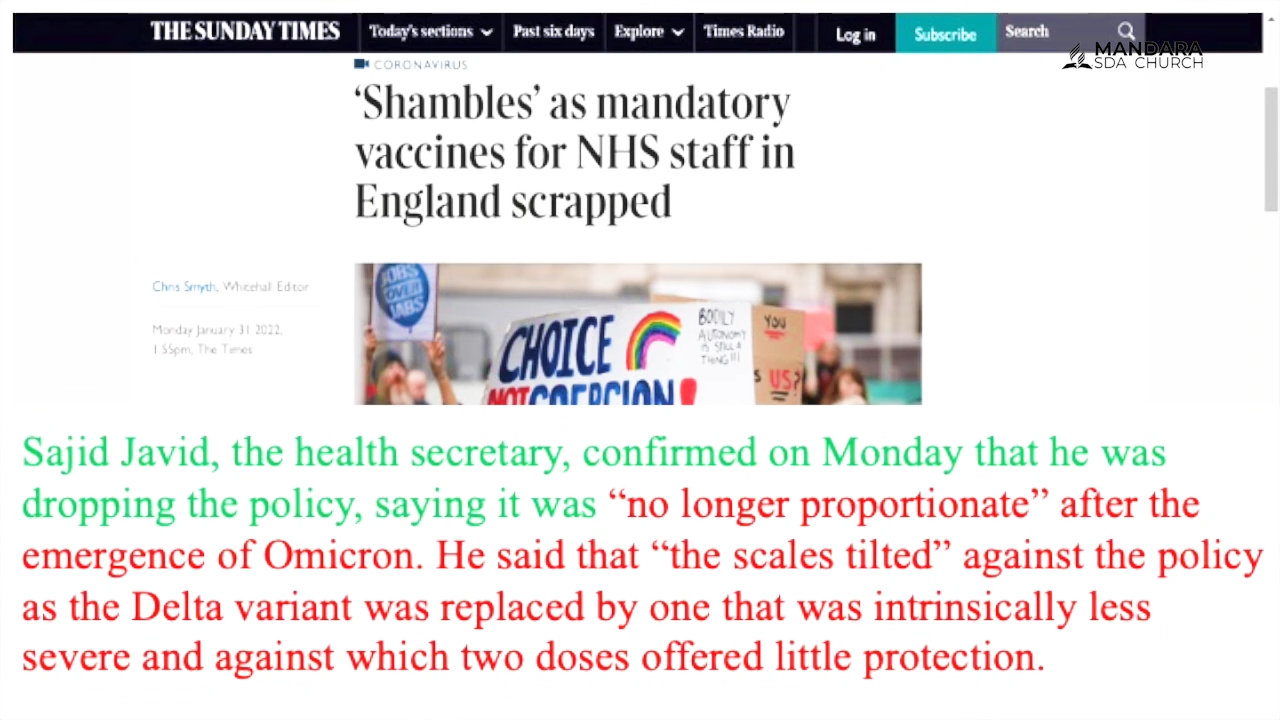 THE SUNDAY TIMES Today's sections Past six days Explore Times Radio Log in Subscribe Search
MANDARA
SDA CHURCH
CORONAVIRUS
‘Shambles’ as mandatory
vaccines for NHS staff in
England scrapped
Chris Smyth, Whitehall Editor
Monday January 31 2022,
1 55pm, The Times
JOBS
OVER
JABS
CHOICE
NOT COERCION!
BODILY
AUTONOMY
IS STILL A
THING!!!
YOU
US?
Sajid Javid, the health secretary, confirmed on Monday that he was
dropping the policy, saying it was “no longer proportionate” after the
emergence of Omicron. He said that “the scales tilted” against the policy
as the Delta variant was replaced by one that was intrinsically less
severe and against which two doses offered little protection.